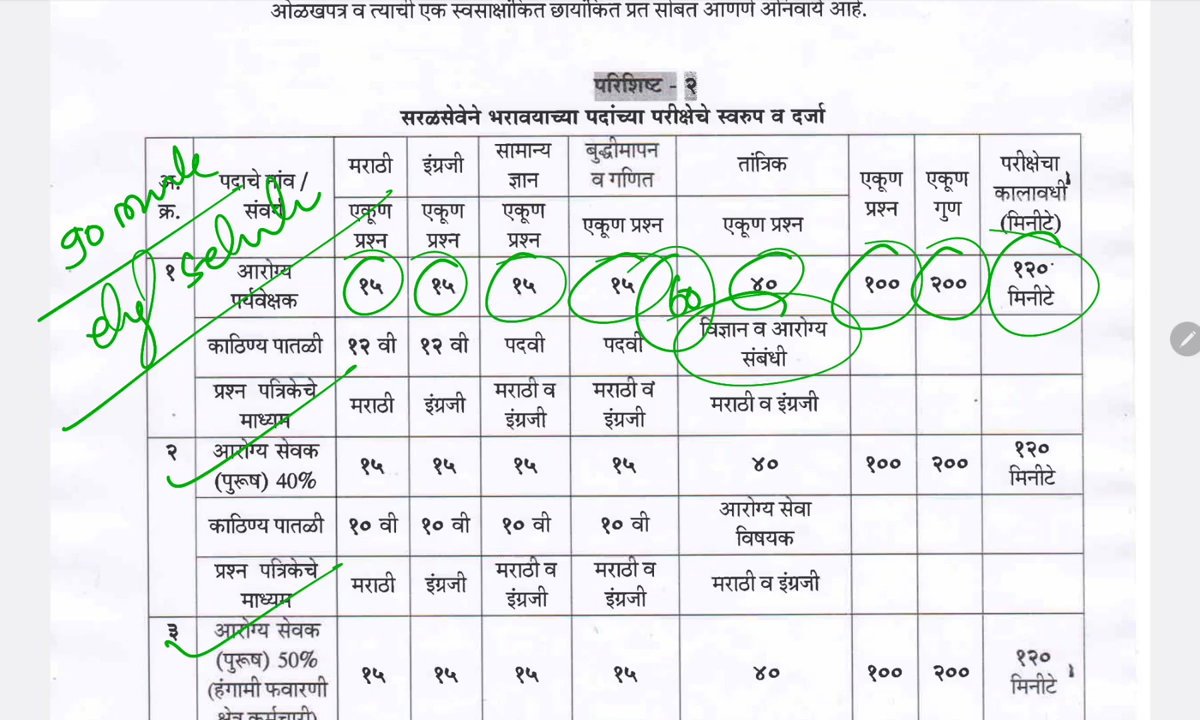 ओळखपत्र व त्याची एक स्वसाक्षांकित छायांकित प्रत सोबत आणणे अनिवार्य आहे.
परिशिष्ट - २
सरळसेवेने भरावयाच्या पदांच्या परीक्षेचे स्वरुप व दर्जा
अ. क्र. पदाचे नांव / संवर्ग मराठी इंग्रजी सामान्य ज्ञान बुद्धीमापन व गणित तांत्रिक एकूण प्रश्न एकूण गुण परीक्षेचा कालावधी (मिनीटे)
एकूण प्रश्न एकूण प्रश्न एकूण प्रश्न एकूण प्रश्न एकूण प्रश्न
१ आरोग्य पर्यवेक्षक १५ १५ १५ १५ ४० १०० २०० १२० मिनीटे
60
90
काठिण्य पातळी १२ वी १२ वी पदवी पदवी विज्ञान व आरोग्य संबंधी
प्रश्न पत्रिकेचे माध्यम मराठी इंग्रजी मराठी व इंग्रजी मराठी व इंग्रजी मराठी व इंग्रजी
२ आरोग्य सेवक (पुरूष) 40% १५ १५ १५ १५ ४० १०० २०० १२० मिनीटे
काठिण्य पातळी १० वी १० वी १० वी १० वी आरोग्य सेवा विषयक
प्रश्न पत्रिकेचे माध्यम मराठी इंग्रजी मराठी व इंग्रजी मराठी व इंग्रजी मराठी व इंग्रजी
३ आरोग्य सेवक (पुरूष) 50% (हंगामी फवारणी क्षेत्र कर्मचारी) १५ १५ १५ १५ ४० १०० २०० १२० मिनीटे